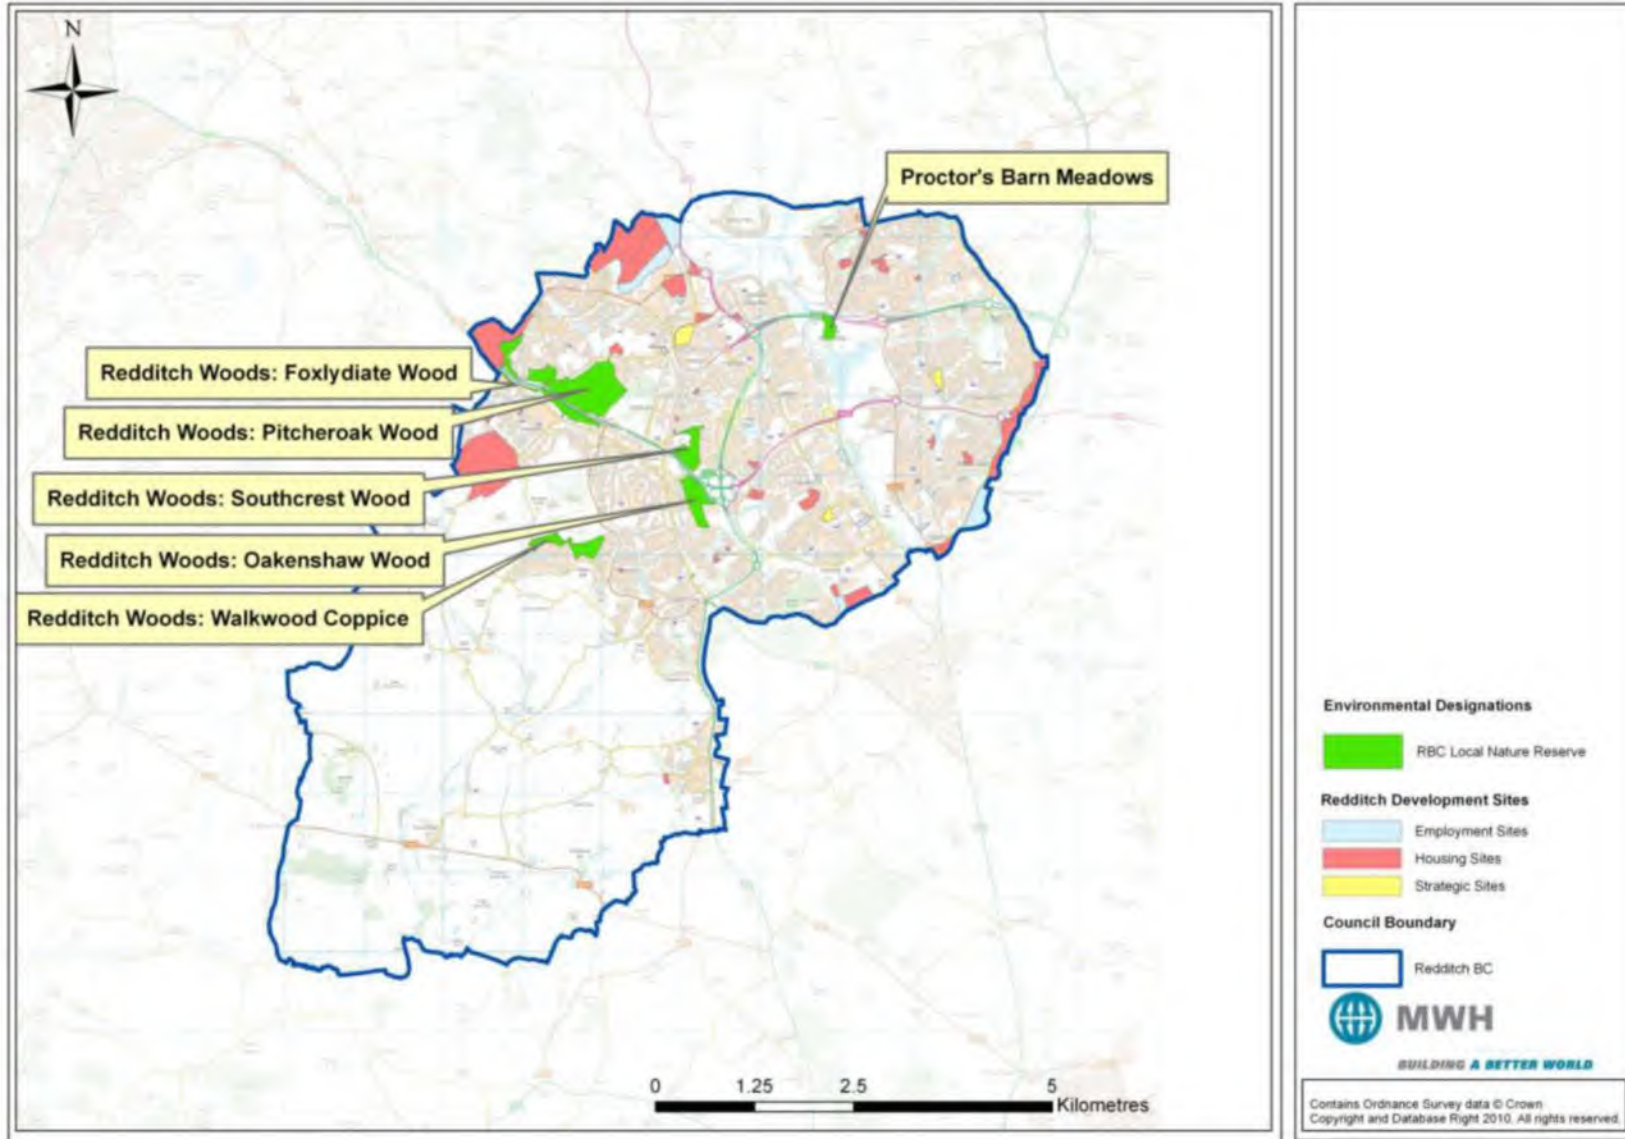 N
Proctor's Barn Meadows
Redditch Woods: Foxlydiate Wood
Redditch Woods: Pitcheroak Wood
Redditch Woods: Southcrest Wood
Redditch Woods: Oakenshaw Wood
Redditch Woods: Walkwood Coppice
0 1.25 2.5 5
Kilometres
Environmental Designations
RBC Local Nature Reserve
Redditch Development Sites
Employment Sites
Housing Sites
Strategic Sites
Council Boundary
Redditch BC
MWH
BUILDING A BETTER WORLD
Contains Ordnance Survey data © Crown
Copyright and Database Right 2010. All rights reserved.